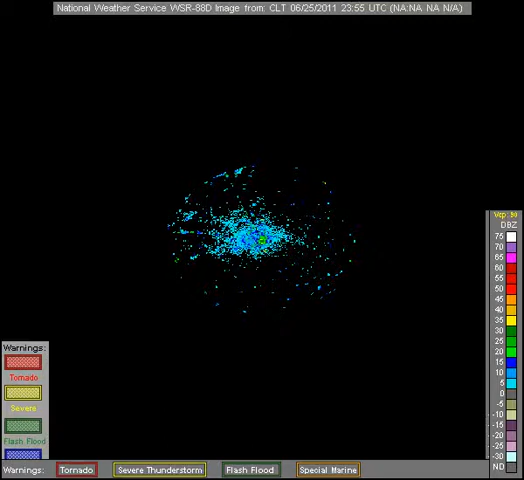 National Weather Service WSR-88D Image from: CLT 06/25/2011 23:55 UTC (NA:NA NA N/A)
Vcp: 90
DBZ
75
70
65
60
55
50
45
40
35
30
25
20
15
10
5
0
-5
-10
-15
-20
-25
-30
ND
Warnings:
Tornado
Severe
Flash Flood
Warnings: Tornado Severe Thunderstorm Flash Flood Special Marine